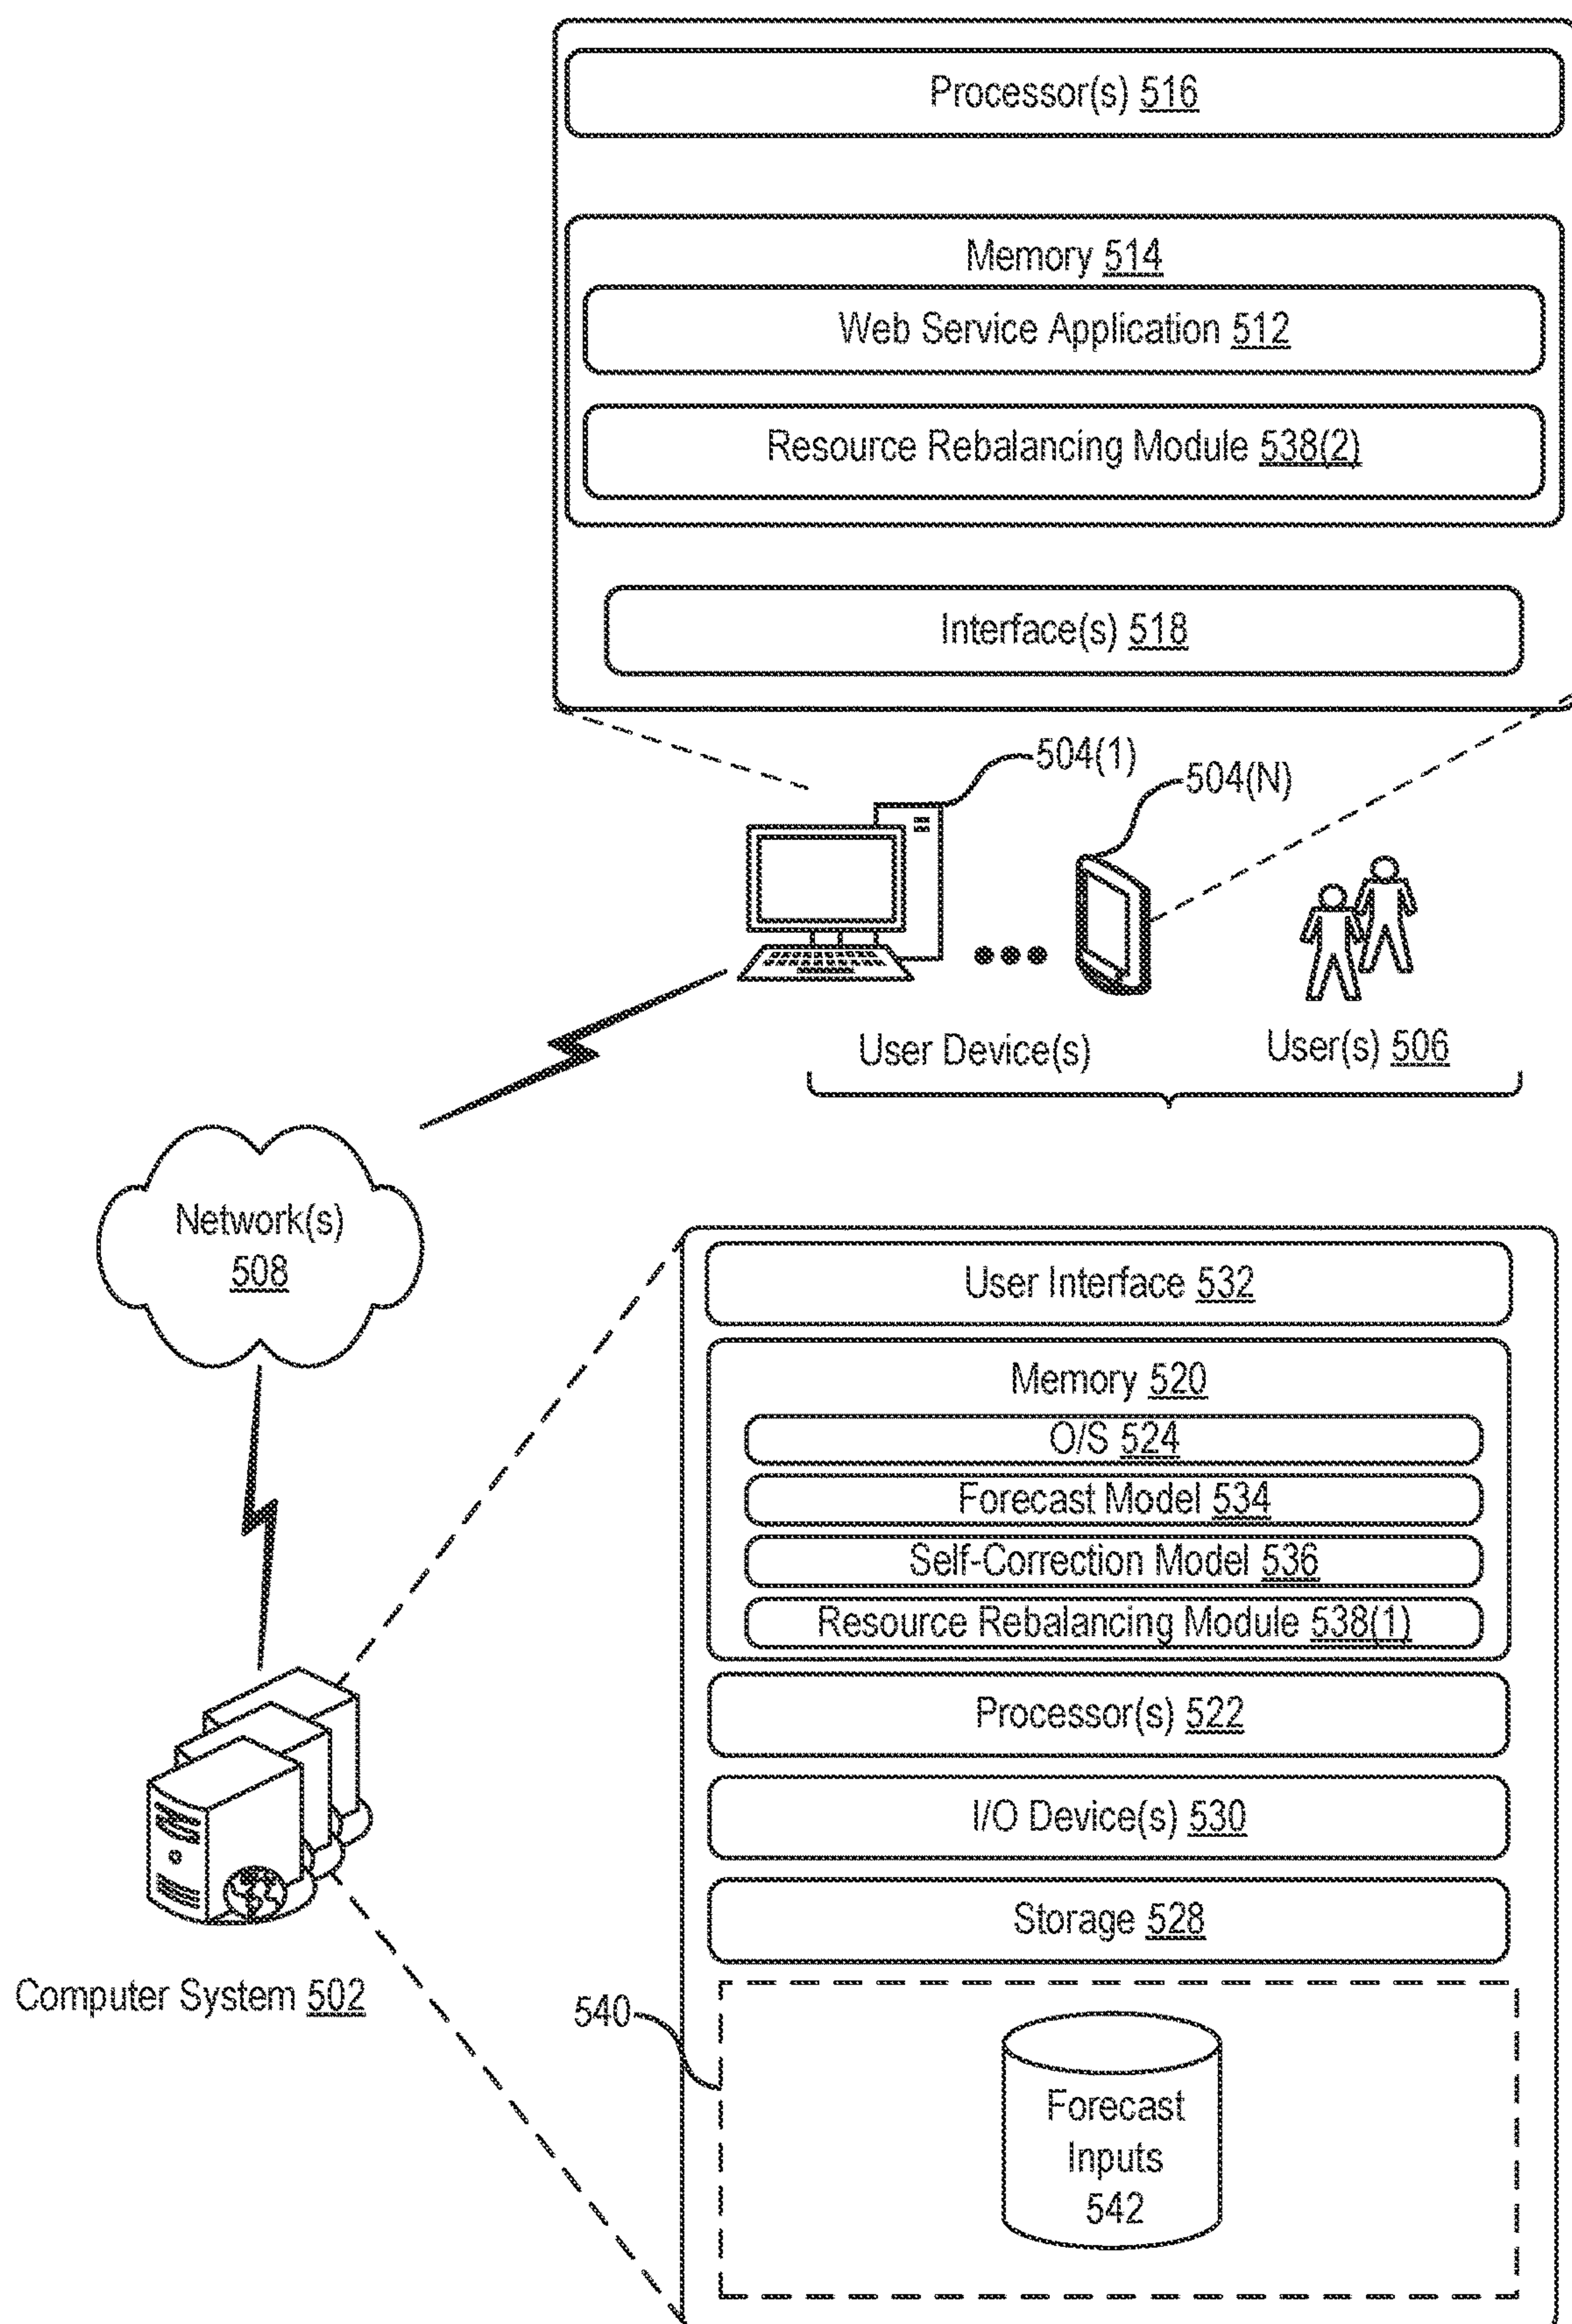 Processor(s) 516
Memory 514
Web Service Application 512
Resource Rebalancing Module 538(2)
Interface(s) 518
504(1)
504(N)
User Device(s)
User(s) 506
Network(s)
508
User Interface 532
Memory 520
O/S 524
Forecast Model 534
Self-Correction Model 536
Resource Rebalancing Module 538(1)
Processor(s) 522
I/O Device(s) 530
Storage 528
Computer System 502
540
Forecast
Inputs
542